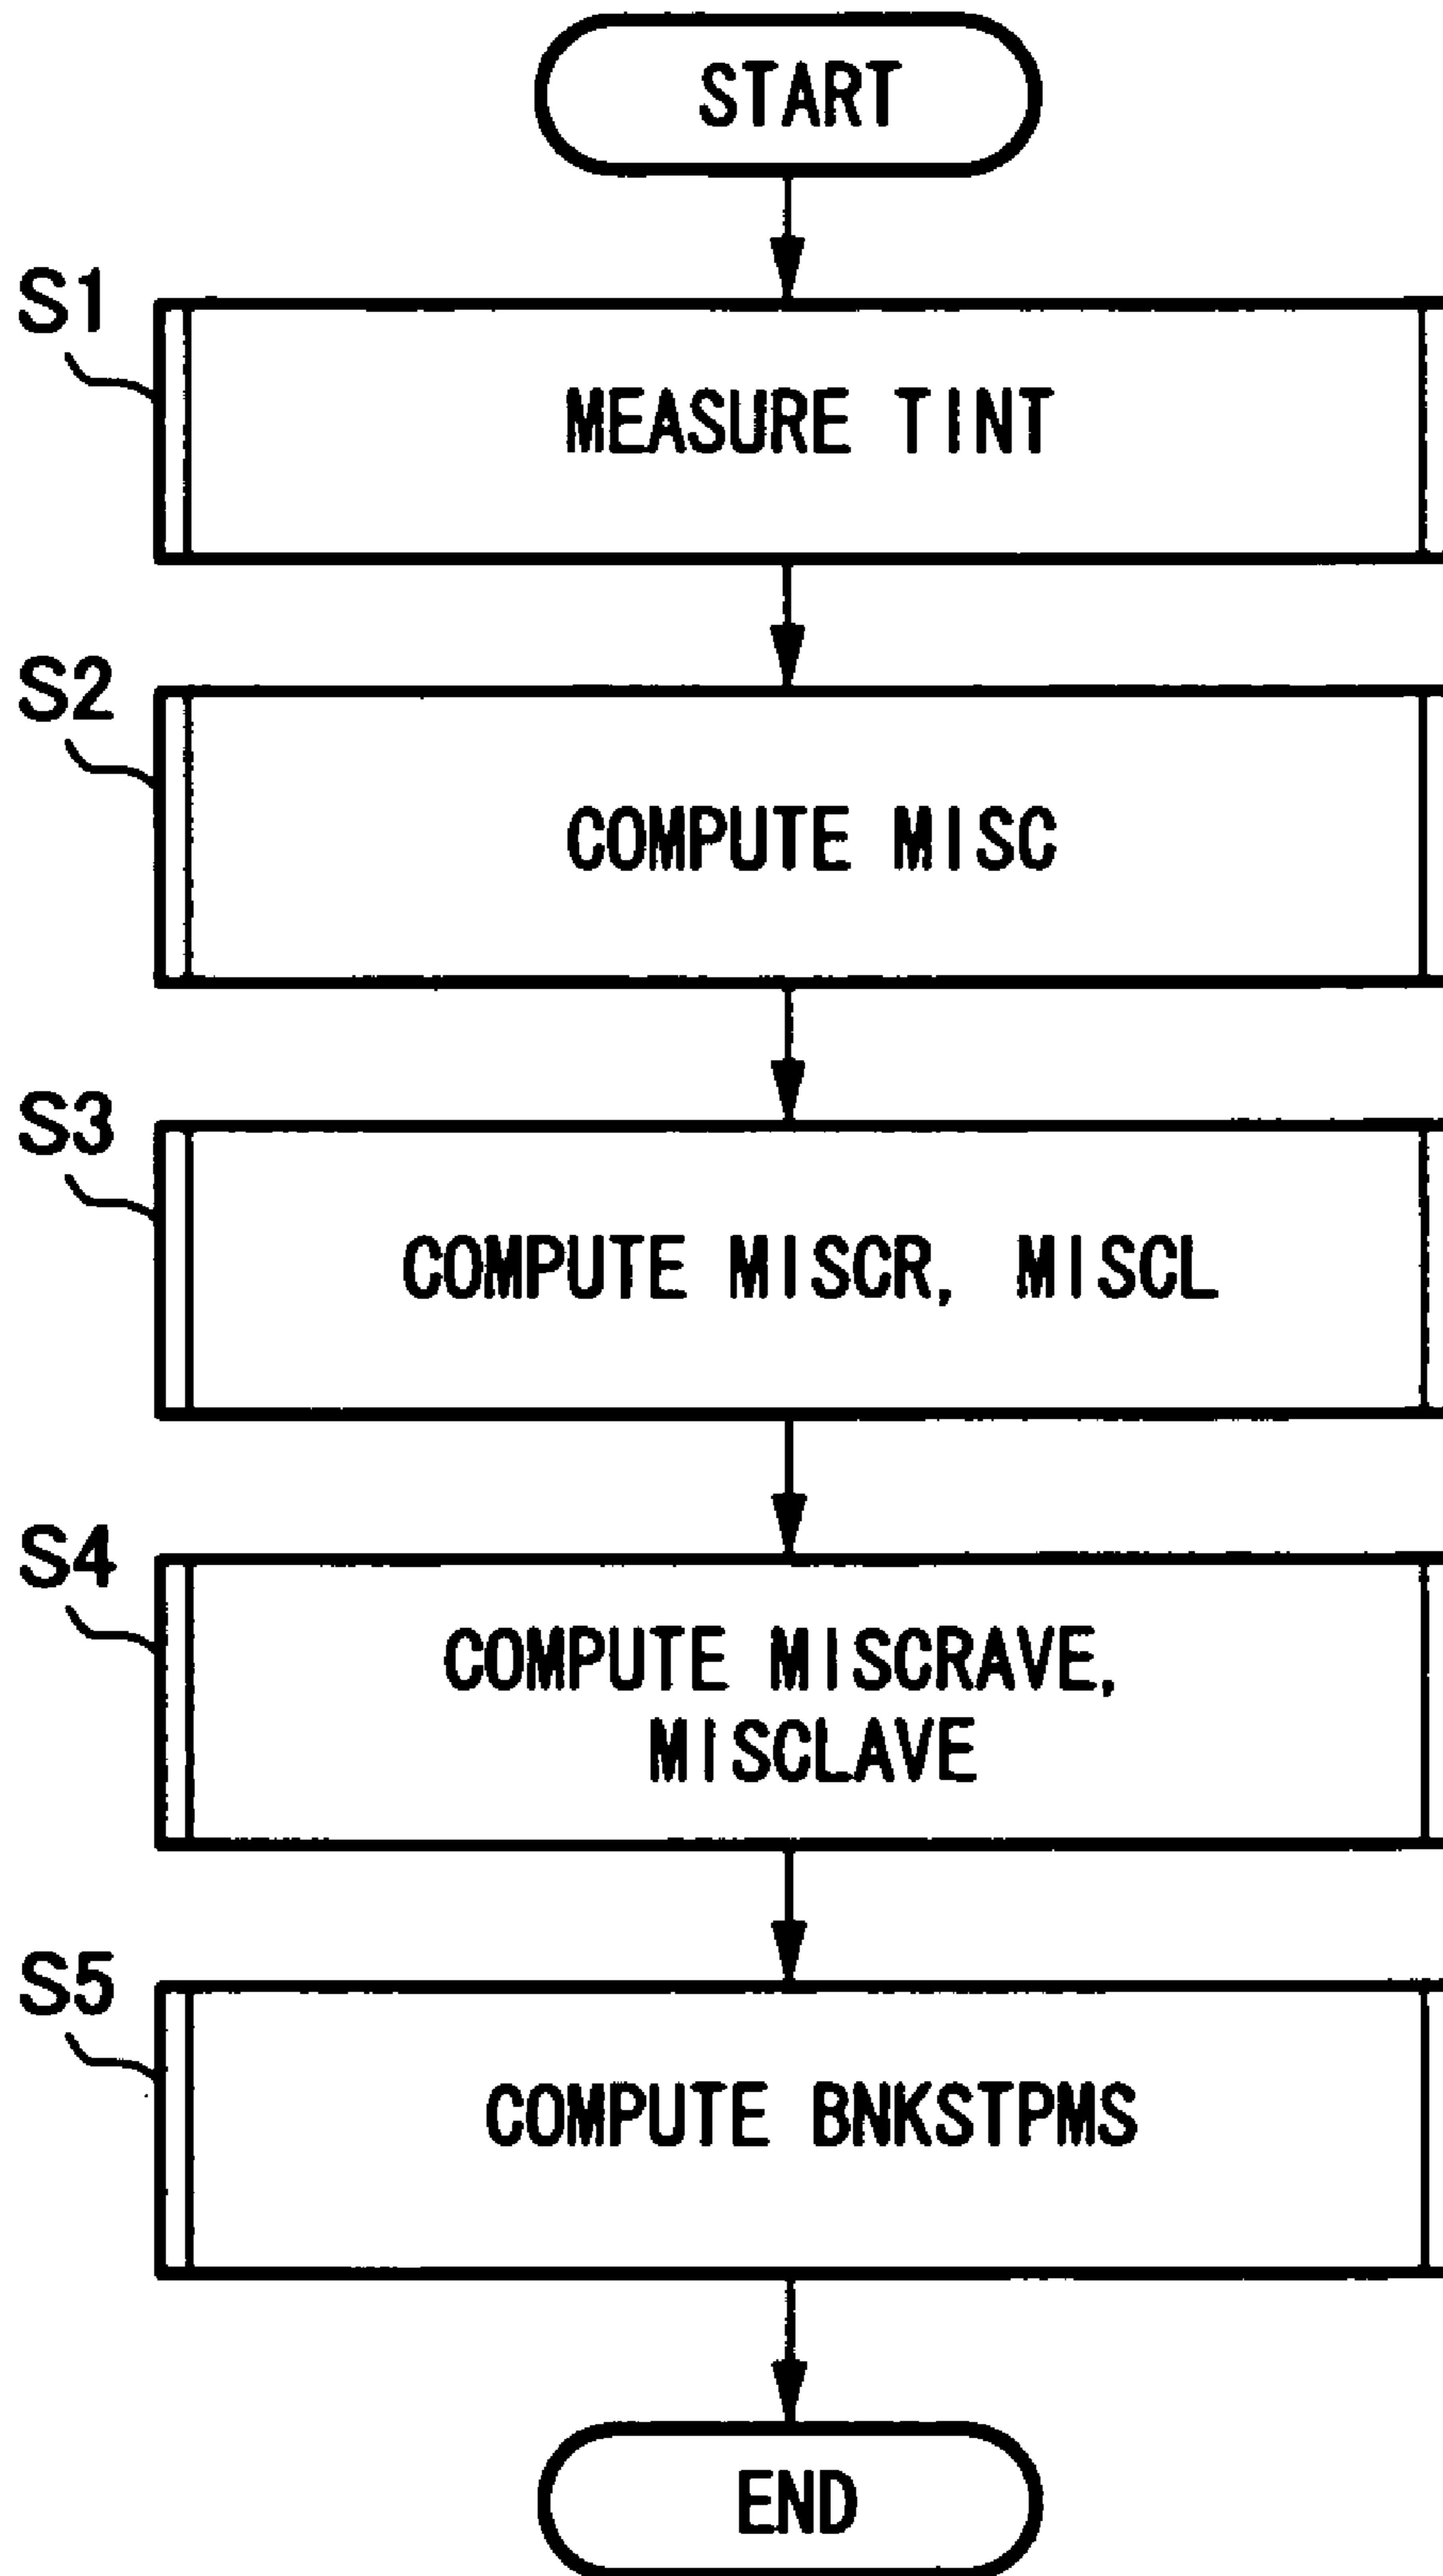 START
S1
MEASURE TINT
S2
COMPUTE MISC
S3
COMPUTE MISCR, MISCL
S4
COMPUTE MISCRAVE,
MISCLAVE
S5
COMPUTE BNKSTPMS
END